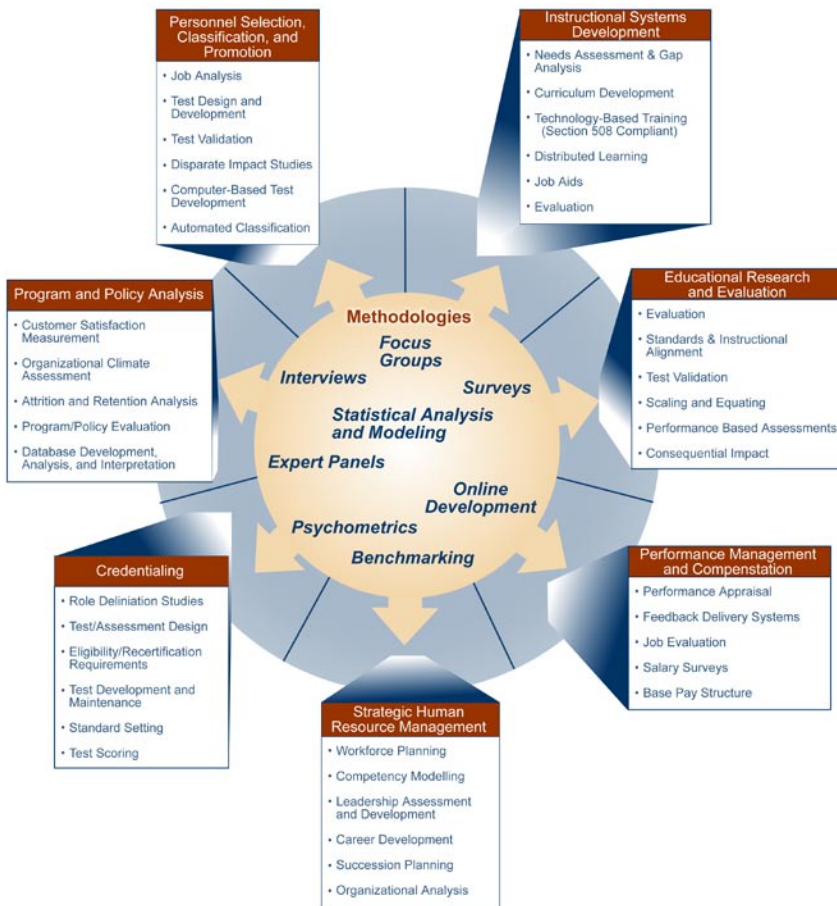 Personnel Selection,
Classification, and
Promotion
• Job Analysis
• Test Design and
Development
• Test Validation
• Disparate Impact Studies
• Computer-Based Test
Development
• Automated Classification
Instructional Systems
Development
• Needs Assessment & Gap
Analysis
• Curriculum Development
• Technology-Based Training
(Section 508 Compliant)
• Distributed Learning
• Job Aids
• Evaluation
Program and Policy Analysis
• Customer Satisfaction
Measurement
• Organizational Climate
Assessment
• Attrition and Retention Analysis
• Program/Policy Evaluation
• Database Development,
Analysis, and Interpretation
Methodologies
Focus
Groups
Interviews
Surveys
Statistical Analysis
and Modeling
Expert Panels
Online
Development
Psychometrics
Benchmarking
Educational Research
and Evaluation
• Evaluation
• Standards & Instructional
Alignment
• Test Validation
• Scaling and Equating
• Performance Based Assessments
• Consequential Impact
Credentialing
• Role Deliniation Studies
• Test/Assessment Design
• Eligibility/Recertification
Requirements
• Test Development and
Maintenance
• Standard Setting
• Test Scoring
Performance Management
and Compenstation
• Performance Appraisal
• Feedback Delivery Systems
• Job Evaluation
• Salary Surveys
• Base Pay Structure
Strategic Human
Resource Management
• Workforce Planning
• Competency Modelling
• Leadership Assessment
and Development
• Career Development
• Succession Planning
• Organizational Analysis